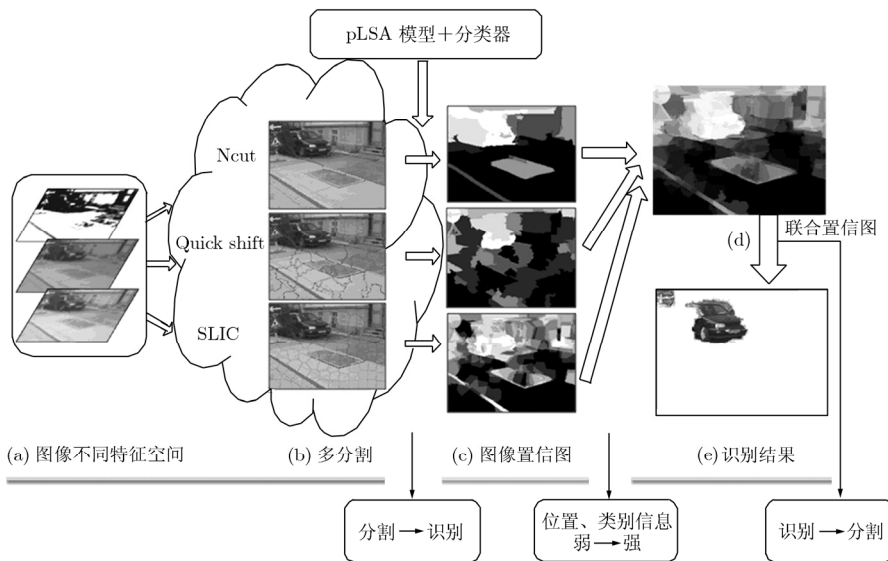 pLSA 模型+分类器
Ncut
Quick shift
SLIC
(d)
联合置信图
(a) 图像不同特征空间
(b) 多分割
(c) 图像置信图
(e) 识别结果
分割→识别
位置、类别信息
弱→强
识别→分割